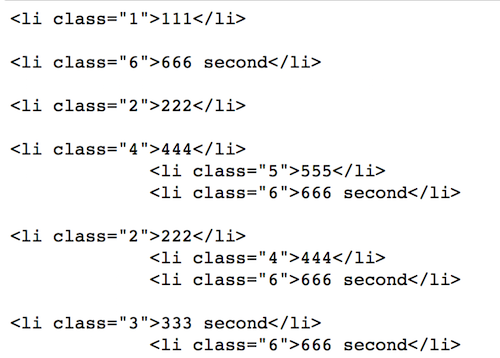 <li class="1">111</li>
<li class="6">666 second</li>
<li class="2">222</li>
<li class="4">444</li>
<li class="5">555</li>
<li class="6">666 second</li>
<li class="2">222</li>
<li class="4">444</li>
<li class="6">666 second</li>
<li class="3">333 second</li>
<li class="6">666 second</li>